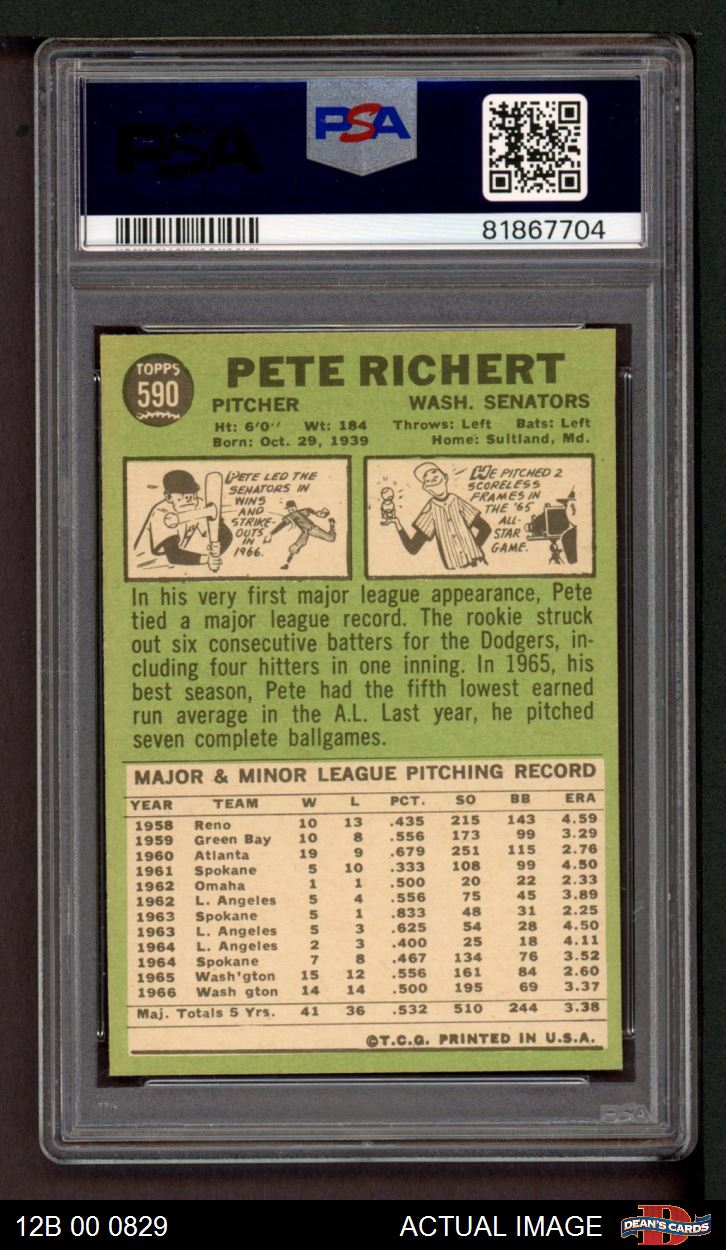 PSA
PSA
81867704
TOPPS
590
PETE RICHERT
PITCHER WASH. SENATORS
Ht: 6'0'' Wt: 184 Throws: Left Bats: Left
Born: Oct. 29, 1939 Home: Suitland, Md.
PETE LED THE
SENATORS IN
WINS
AND
STRIKE-
OUTS
IN
1966.
HE PITCHED 2
SCORELESS
FRAMES IN
THE '65
ALL-
STAR
GAME.
In his very first major league appearance, Pete
tied a major league record. The rookie struck
out six consecutive batters for the Dodgers, in-
cluding four hitters in one inning. In 1965, his
best season, Pete had the fifth lowest earned
run average in the A.L. Last year, he pitched
seven complete ballgames.
MAJOR & MINOR LEAGUE PITCHING RECORD
YEAR TEAM W L PCT. SO BB ERA
1958 Reno 10 13 .435 215 143 4.59
1959 Green Bay 10 8 .556 173 99 3.29
1960 Atlanta 19 9 .679 251 115 2.76
1961 Spokane 5 10 .333 108 99 4.50
1962 Omaha 1 1 .500 20 22 2.33
1962 L. Angeles 5 4 .556 75 45 3.89
1963 Spokane 5 1 .833 48 31 2.25
1963 L. Angeles 5 3 .625 54 28 4.50
1964 L. Angeles 2 3 .400 25 18 4.11
1964 Spokane 7 8 .467 134 76 3.52
1965 Wash'gton 15 12 .556 161 84 2.60
1966 Wash gton 14 14 .500 195 69 3.37
Maj. Totals 5 Yrs. 41 36 .532 510 244 3.38
©T.C.G. PRINTED IN U.S.A.
PSA
12B 00 0829 ACTUAL IMAGE DEAN'S CARDS